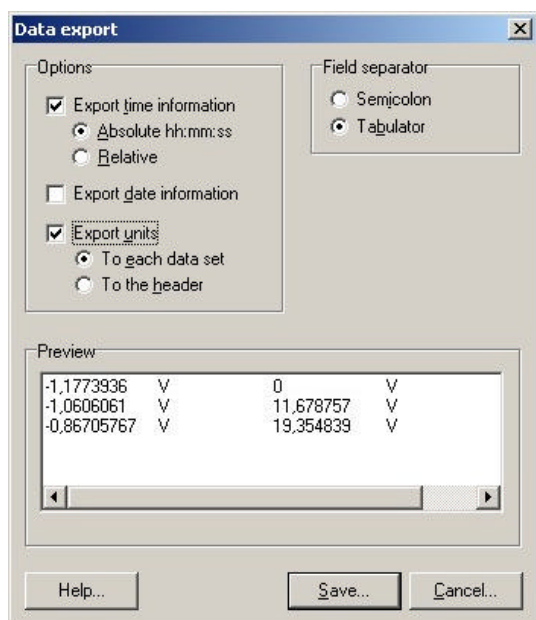 Data export
Options
Export time information
Absolute hh:mm:ss
Relative
Export date information
Export units
To each data set
To the header
Field separator
Semicolon
Tabulator
Preview
-1,1773936 V 0 V
-1,0606061 V 11,678757 V
-0,86705767 V 19,354839 V
Help...
Save...
Cancel...